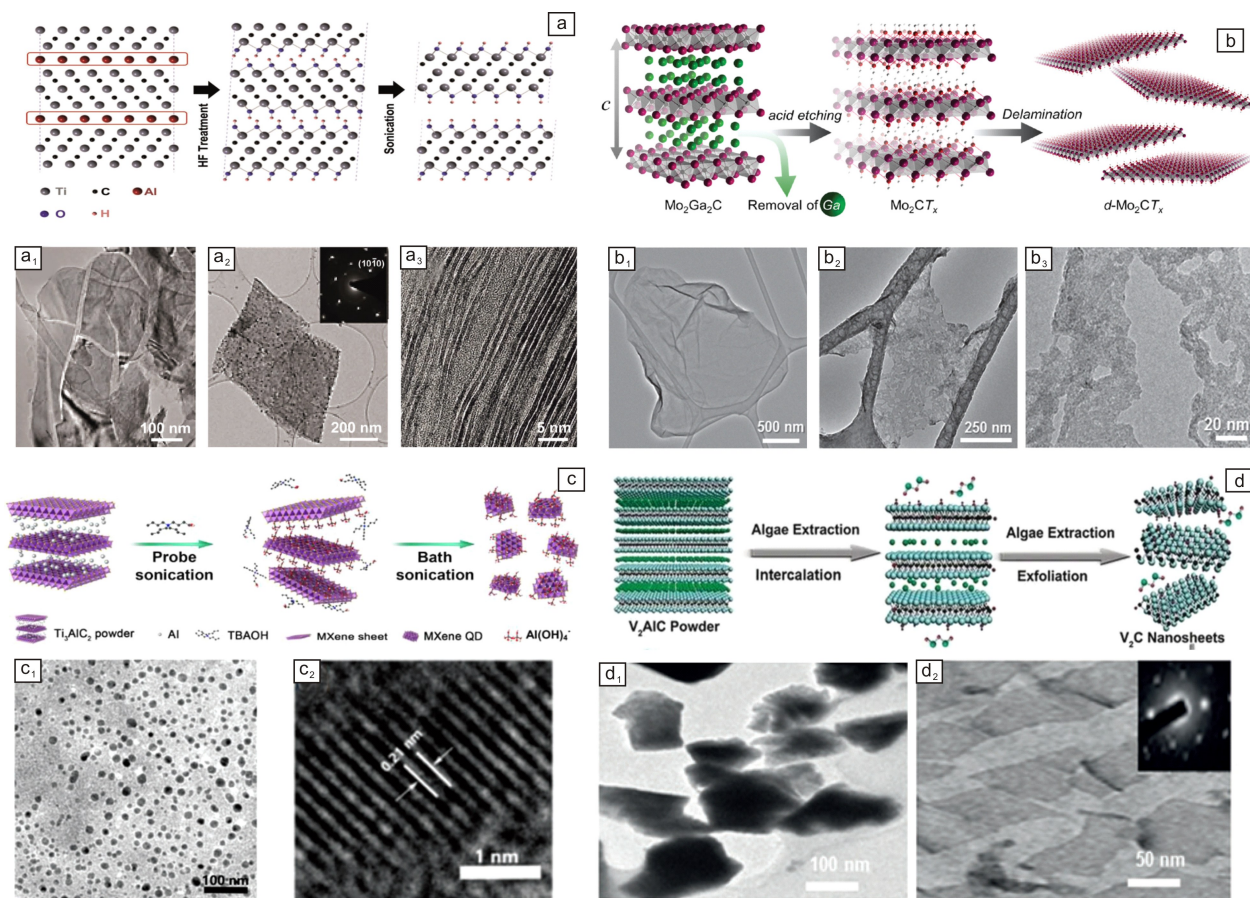 a
HF Treatment
Sonication
Ti
C
Al
O
H
b
c
acid etching
Delamination
Mo₂Ga₂C
Removal of Ga
Mo₂CTₓ
d-Mo₂CTₓ
a₁
100 nm
a₂
(101̄0)
200 nm
a₃
5 nm
b₁
500 nm
b₂
250 nm
b₃
20 nm
c
Probe
sonication
Bath
sonication
Ti₃AlC₂ powder
Al
TBAOH
MXene sheet
MXene QD
Al(OH)₄⁻
d
Algae Extraction
Intercalation
Algae Extraction
Exfoliation
V₂AlC Powder
V₂C Nanosheets
c₁
100 nm
c₂
0.21 nm
1 nm
d₁
100 nm
d₂
50 nm